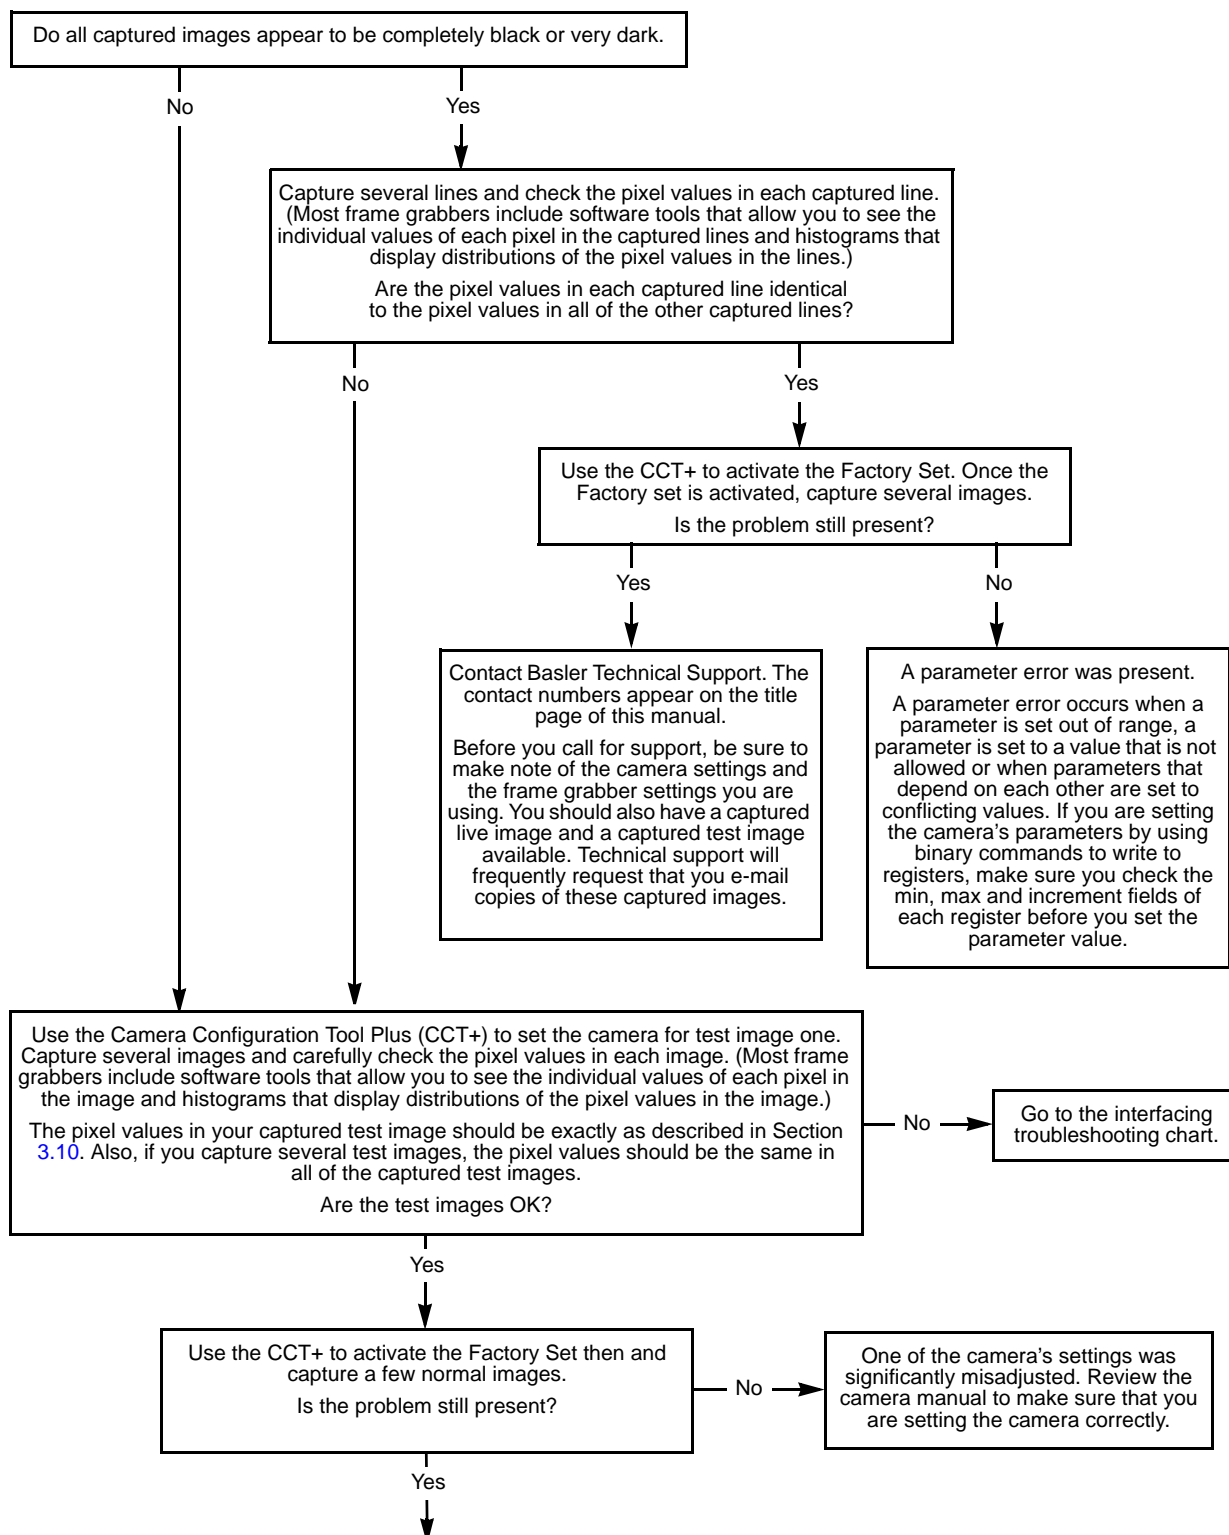 Do all captured images appear to be completely black or very dark.
No
Yes
Capture several lines and check the pixel values in each captured line.
(Most frame grabbers include software tools that allow you to see the
individual values of each pixel in the captured lines and histograms that
display distributions of the pixel values in the lines.)
Are the pixel values in each captured line identical
to the pixel values in all of the other captured lines?
No
Yes
Use the CCT+ to activate the Factory Set. Once the
Factory set is activated, capture several images.
Is the problem still present?
Yes
No
Contact Basler Technical Support. The
contact numbers appear on the title
page of this manual.
Before you call for support, be sure to
make note of the camera settings and
the frame grabber settings you are
using. You should also have a captured
live image and a captured test image
available. Technical support will
frequently request that you e-mail
copies of these captured images.
A parameter error was present.
A parameter error occurs when a
parameter is set out of range, a
parameter is set to a value that is not
allowed or when parameters that
depend on each other are set to
conflicting values. If you are setting
the camera's parameters by using
binary commands to write to
registers, make sure you check the
min, max and increment fields of
each register before you set the
parameter value.
Use the Camera Configuration Tool Plus (CCT+) to set the camera for test image one.
Capture several images and carefully check the pixel values in each image. (Most frame
grabbers include software tools that allow you to see the individual values of each pixel in
the image and histograms that display distributions of the pixel values in the image.)
The pixel values in your captured test image should be exactly as described in Section
3.10. Also, if you capture several test images, the pixel values should be the same in
all of the captured test images.
Are the test images OK?
No
Go to the interfacing
troubleshooting chart.
Yes
Use the CCT+ to activate the Factory Set then and
capture a few normal images.
Is the problem still present?
No
One of the camera's settings was
significantly misadjusted. Review the
camera manual to make sure that you
are setting the camera correctly.
Yes